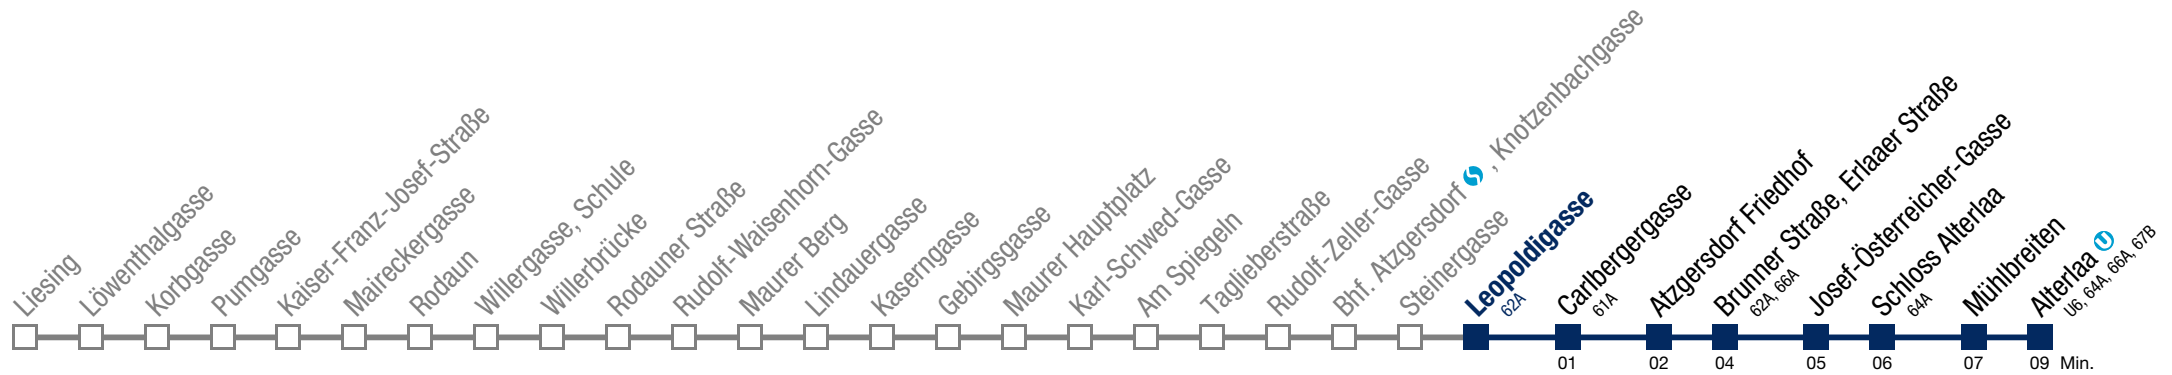 Liesing
Löwenthalgasse
Korbgasse
Pumgasse
Kaiser-Franz-Josef-Straße
Maireckergasse
Rodaun
Willergasse, Schule
Willerbrücke
Rodauner Straße
Rudolf-Waisenhorn-Gasse
Maurer Berg
Lindauergasse
Kaserngasse
Gebirgsgasse
Maurer Hauptplatz
Karl-Schwed-Gasse
Am Spiegeln
Taglieberstraße
Rudolf-Zeller-Gasse
Bhf. Atzgersdorf S, Knotzenbachgasse
Steinergasse
Leopoldigasse
62A
Carlbergergasse
61A
Atzgersdorf Friedhof
Brunner Straße, Erlaaer Straße
62A, 66A
Josef-Österreicher-Gasse
Schloss Alterlaa
64A
Mühlbreiten
Alterlaa U
U6, 64A, 66A, 67B
01 02 04 05 06 07 09 Min.